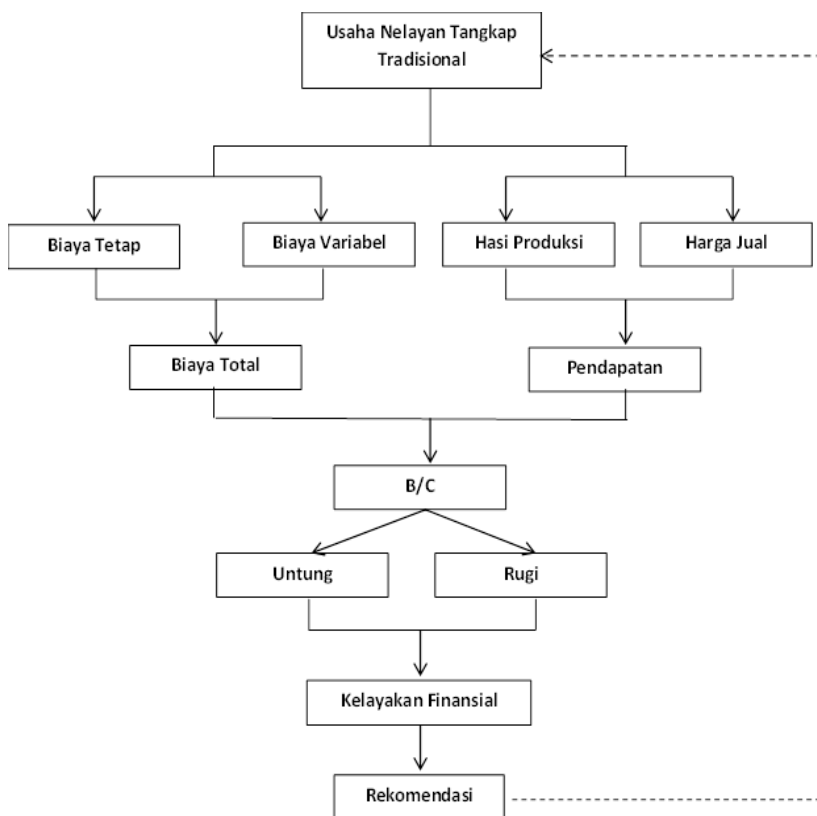 Usaha Nelayan Tangkap
Tradisional
Biaya Tetap
Biaya Variabel
Hasi Produksi
Harga Jual
Biaya Total
Pendapatan
B/C
Untung
Rugi
Kelayakan Finansial
Rekomendasi